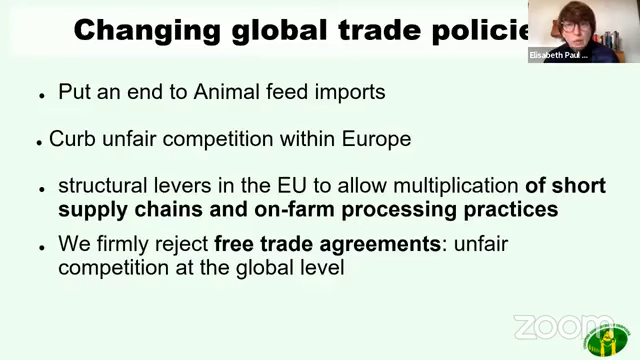 Changing global trade policie
Elisabeth Paul ...
• Put an end to Animal feed imports
• Curb unfair competition within Europe
• structural levers in the EU to allow multiplication of short
supply chains and on-farm processing practices
• We firmly reject free trade agreements: unfair
competition at the global level
zoom